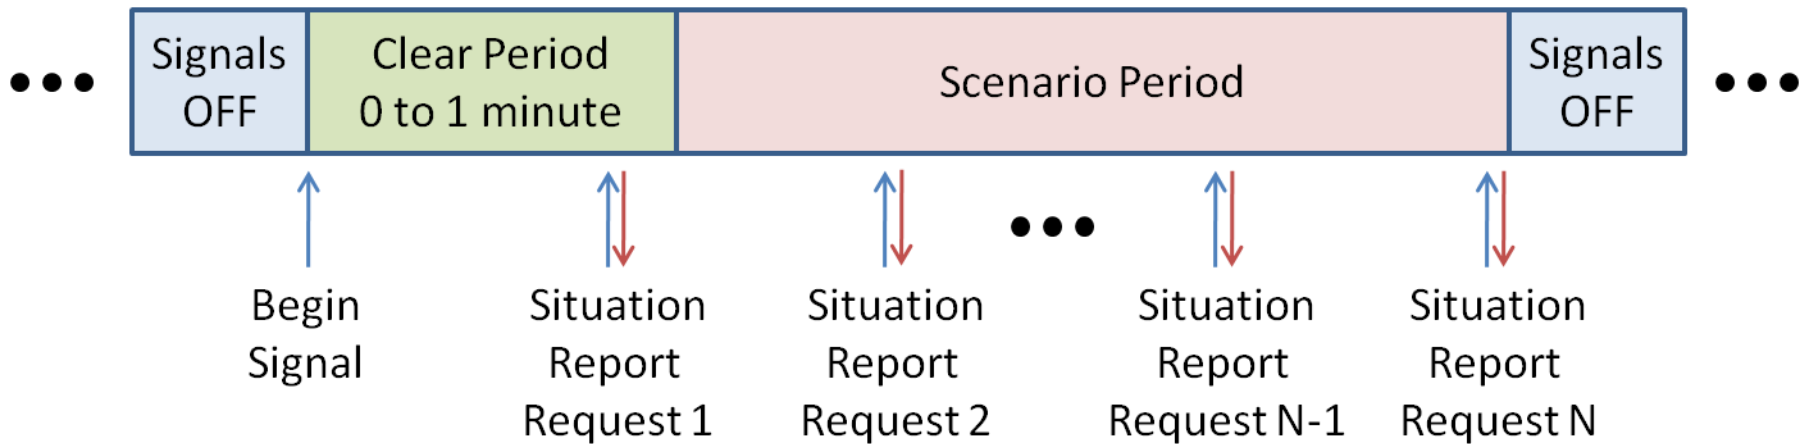 Signals
OFF
Clear Period
0 to 1 minute
Scenario Period
Signals
OFF
Begin
Signal
Situation
Report
Request 1
Situation
Report
Request 2
Situation
Report
Request N-1
Situation
Report
Request N